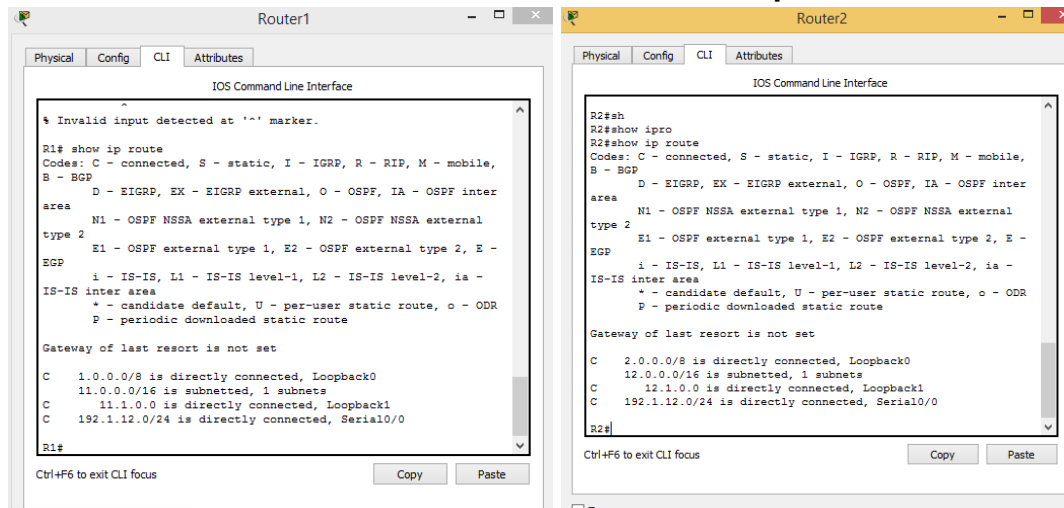 Router1
Physical Config CLI Attributes
IOS Command Line Interface
^
% Invalid input detected at '^' marker.
R1# show ip route
Codes: C - connected, S - static, I - IGRP, R - RIP, M - mobile,
B - BGP
D - EIGRP, EX - EIGRP external, O - OSPF, IA - OSPF inter
area
N1 - OSPF NSSA external type 1, N2 - OSPF NSSA external
type 2
E1 - OSPF external type 1, E2 - OSPF external type 2, E -
EGP
i - IS-IS, L1 - IS-IS level-1, L2 - IS-IS level-2, ia -
IS-IS inter area
* - candidate default, U - per-user static route, o - ODR
P - periodic downloaded static route
Gateway of last resort is not set
C 1.0.0.0/8 is directly connected, Loopback0
11.0.0.0/16 is subnetted, 1 subnets
C 11.1.0.0 is directly connected, Loopback1
C 192.1.12.0/24 is directly connected, Serial0/0
R1#
Ctrl+F6 to exit CLI focus
Copy Paste
Router2
Physical Config CLI Attributes
IOS Command Line Interface
R2#sh
R2#show ipro
R2#show ip route
Codes: C - connected, S - static, I - IGRP, R - RIP, M - mobile,
B - BGP
D - EIGRP, EX - EIGRP external, O - OSPF, IA - OSPF inter
area
N1 - OSPF NSSA external type 1, N2 - OSPF NSSA external
type 2
E1 - OSPF external type 1, E2 - OSPF external type 2, E -
EGP
i - IS-IS, L1 - IS-IS level-1, L2 - IS-IS level-2, ia -
IS-IS inter area
* - candidate default, U - per-user static route, o - ODR
P - periodic downloaded static route
Gateway of last resort is not set
C 2.0.0.0/8 is directly connected, Loopback0
12.0.0.0/16 is subnetted, 1 subnets
C 12.1.0.0 is directly connected, Loopback1
C 192.1.12.0/24 is directly connected, Serial0/0
R2#
Ctrl+F6 to exit CLI focus
Copy Paste